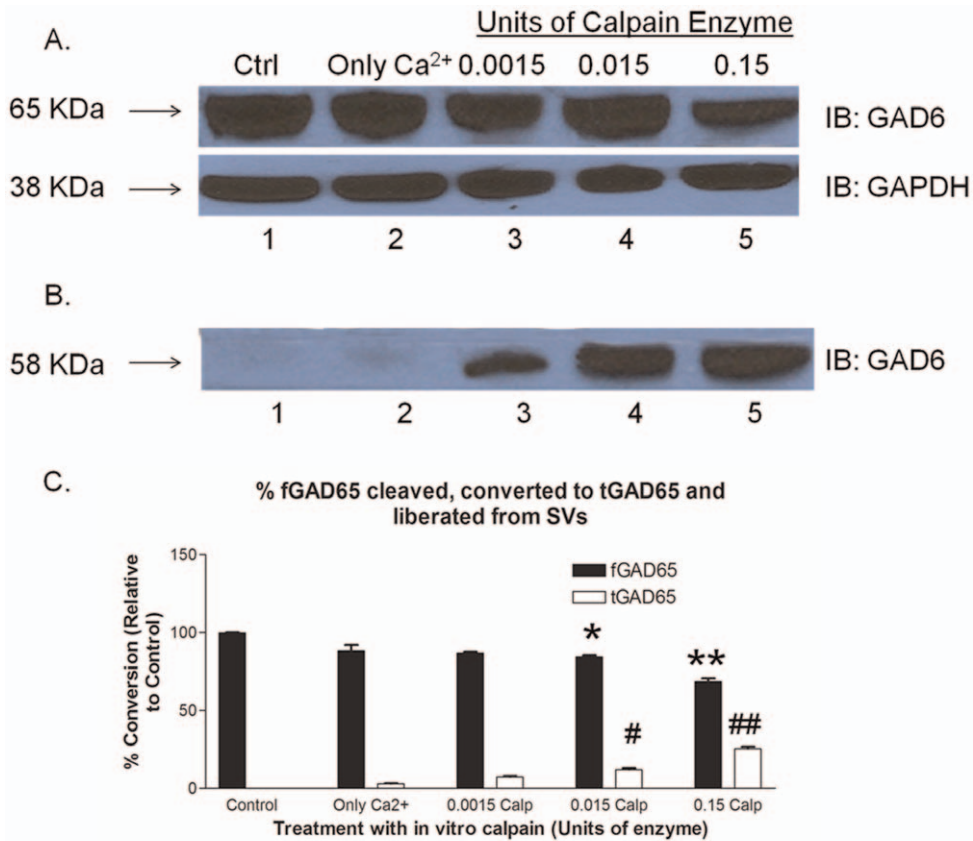 A.
Units of Calpain Enzyme
Ctrl Only Ca²⁺ 0.0015 0.015 0.15
65 KDa → IB: GAD6
38 KDa → IB: GAPDH
1 2 3 4 5
B.
58 KDa → IB: GAD6
1 2 3 4 5
C.
% fGAD65 cleaved, converted to tGAD65 and
liberated from SVs
% Conversion (Relative
to Control)
150
100
50
0
fGAD65
tGAD65
* ** # ##
Control Only Ca2+ 0.0015 Calp 0.015 Calp 0.15 Calp
Treatment with in vitro calpain (Units of enzyme)